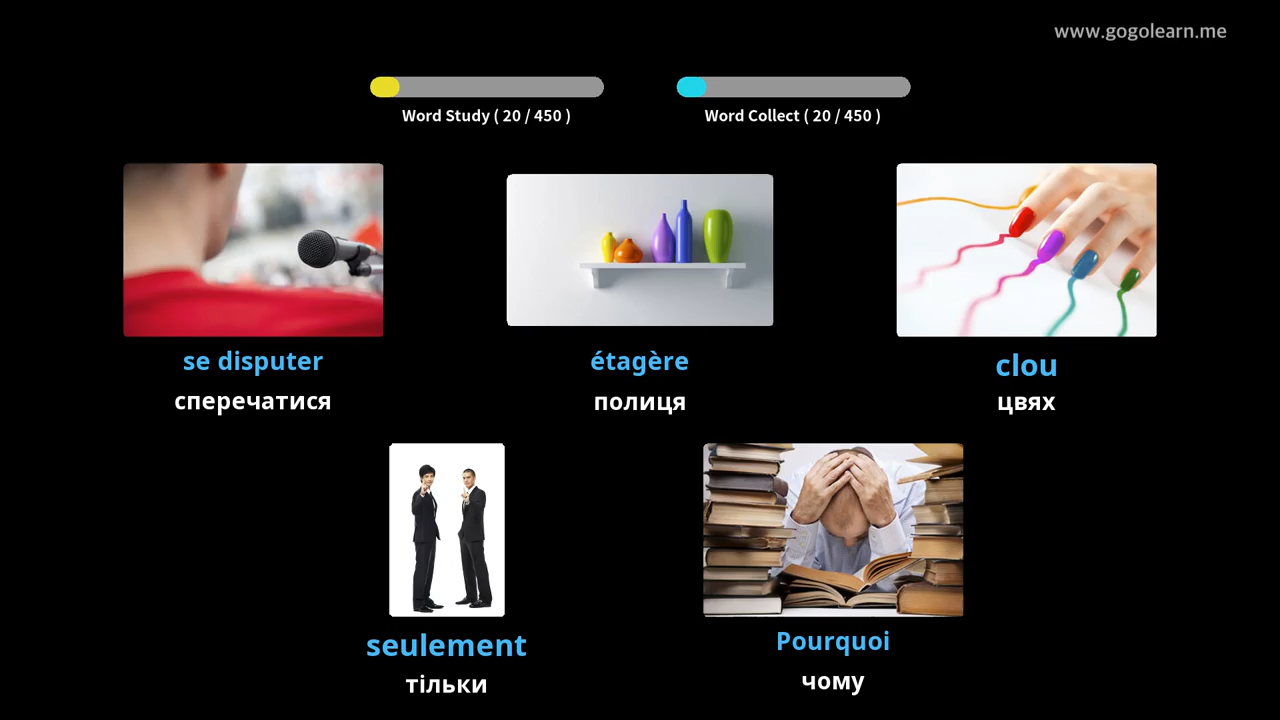 www.gogolearn.me
Word Study ( 20 / 450 )
Word Collect ( 20 / 450 )
se disputer
сперечатися
étagère
полиця
clou
цвях
seulement
тільки
Pourquoi
чому